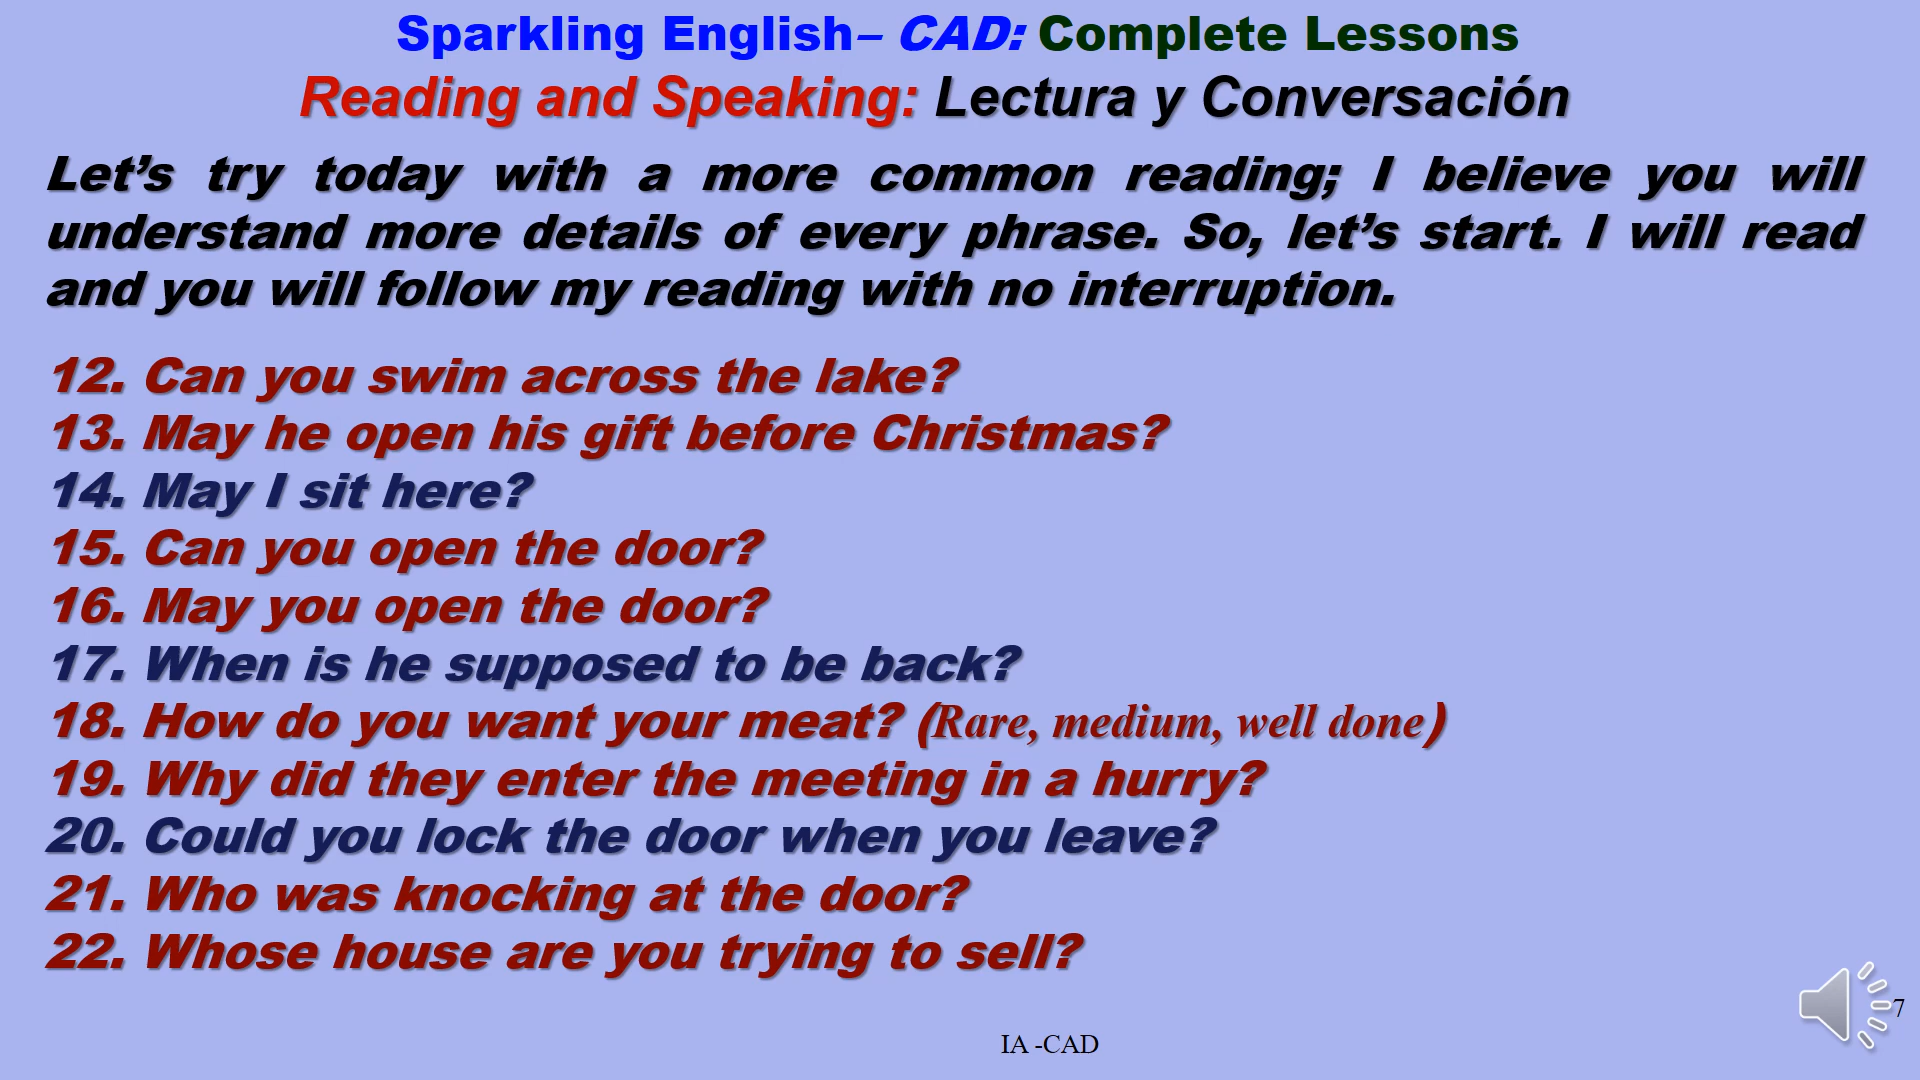 Sparkling English– CAD: Complete Lessons
Reading and Speaking: Lectura y Conversación
Let’s try today with a more common reading; I believe you will
understand more details of every phrase. So, let’s start. I will read
and you will follow my reading with no interruption.
12. Can you swim across the lake?
13. May he open his gift before Christmas?
14. May I sit here?
15. Can you open the door?
16. May you open the door?
17. When is he supposed to be back?
18. How do you want your meat? (Rare, medium, well done)
19. Why did they enter the meeting in a hurry?
20. Could you lock the door when you leave?
21. Who was knocking at the door?
22. Whose house are you trying to sell?
7
IA -CAD